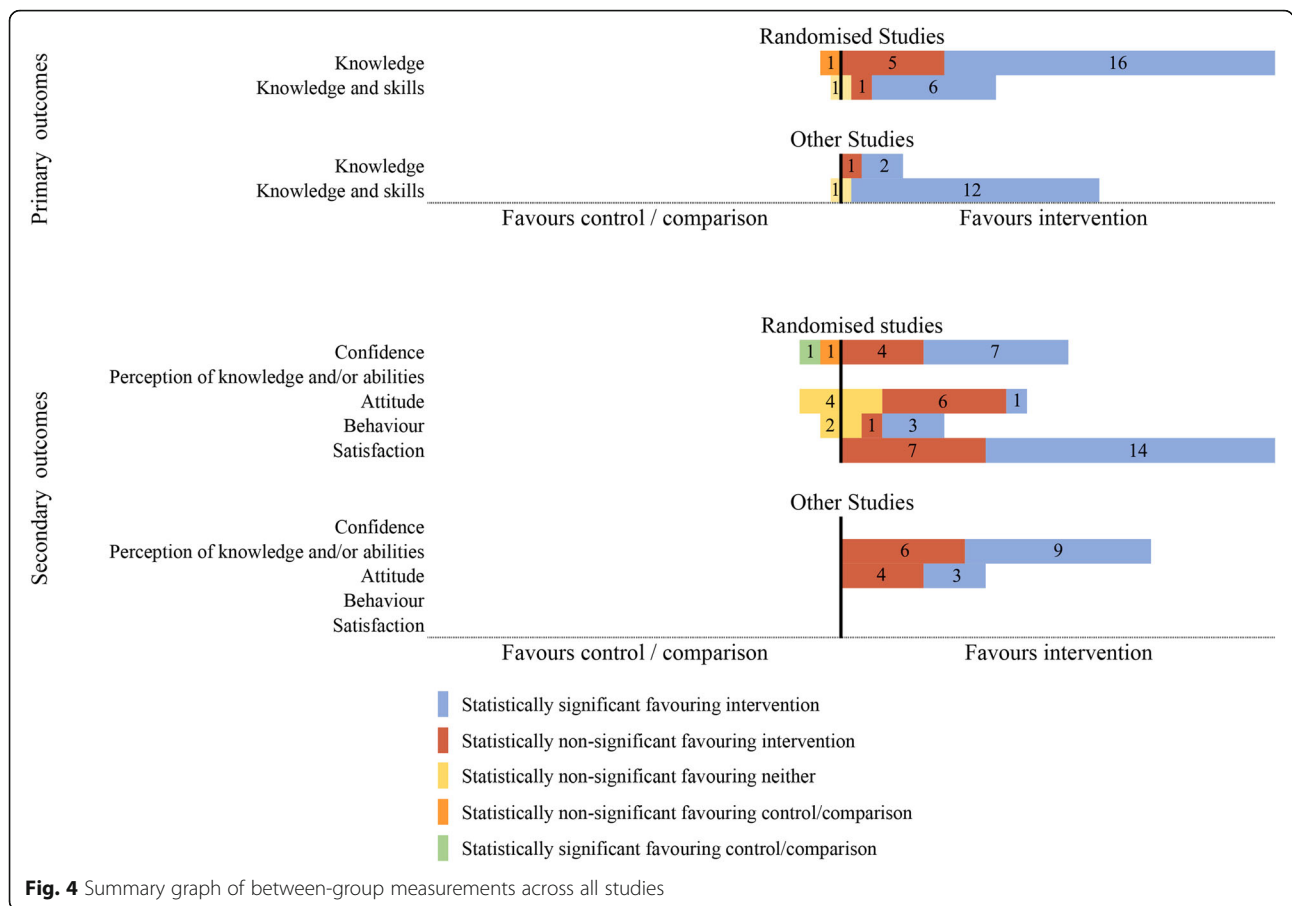 Primary outcomes
Randomised Studies
Knowledge 1 5 16
Knowledge and skills 1 1 6
Other Studies
Knowledge 1 2
Knowledge and skills 1 12
Favours control / comparison Favours intervention
Secondary outcomes
Randomised studies
Confidence 1 1 4 7
Perception of knowledge and/or abilities
Attitude 4 6 1
Behaviour 2 1 3
Satisfaction 7 14
Other Studies
Confidence
Perception of knowledge and/or abilities 6 9
Attitude 4 3
Behaviour
Satisfaction
Favours control / comparison Favours intervention
Statistically significant favouring intervention
Statistically non-significant favouring intervention
Statistically non-significant favouring neither
Statistically non-significant favouring control/comparison
Statistically significant favouring control/comparison
Fig. 4 Summary graph of between-group measurements across all studies